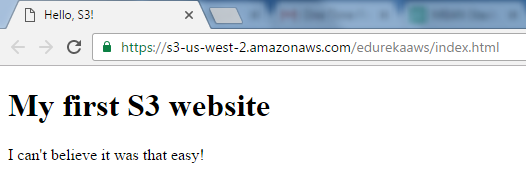 Hello, S3!
https://s3-us-west-2.amazonaws.com/edurekaaws/index.html
My first S3 website
I can't believe it was that easy!